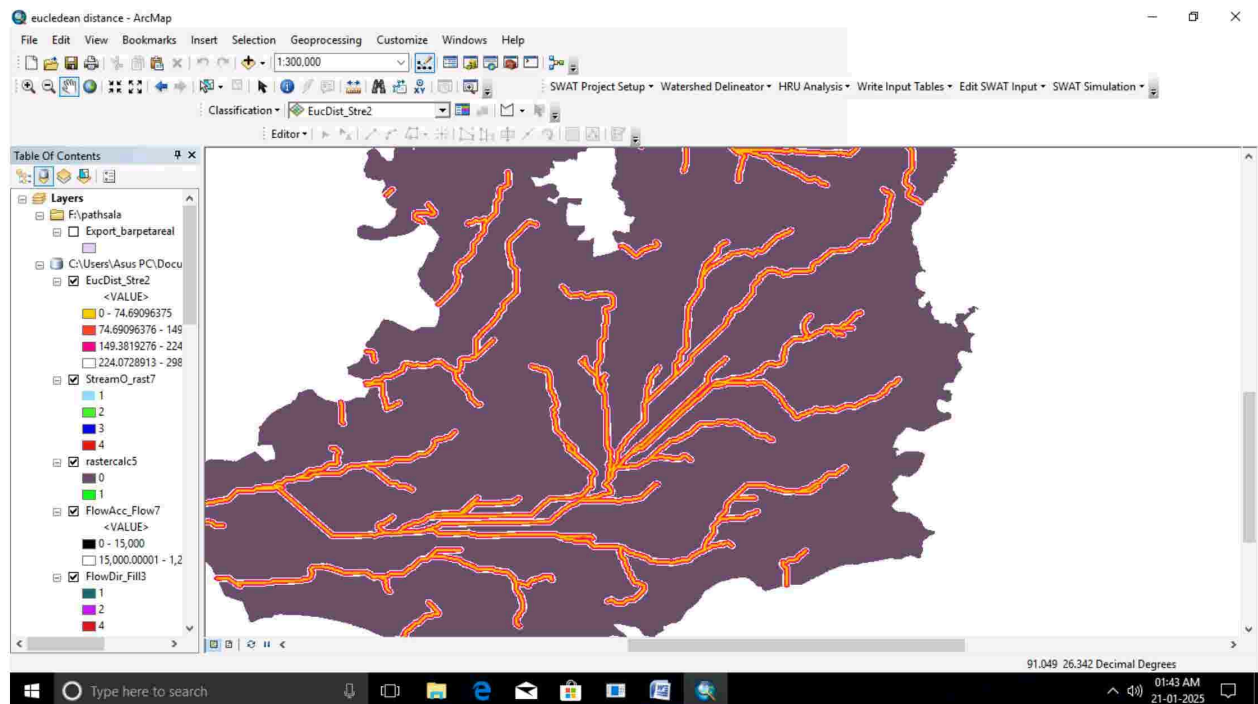 eucledean distance - ArcMap
File Edit View Bookmarks Insert Selection Geoprocessing Customize Windows Help
1:300,000
SWAT Project Setup Watershed Delineator HRU Analysis Write Input Tables Edit SWAT Input SWAT Simulation
Classification EucDist_Stre2
Editor
Table Of Contents
Layers
F:\pathsala
Export_barpetareal
C:\Users\Asus PC\Docu
EucDist_Stre2
<VALUE>
0 - 74.69096375
74.69096376 - 149
149.3819276 - 224
224.0728913 - 298
StreamO_rast7
1
2
3
4
rastercalc5
0
1
FlowAcc_Flow7
<VALUE>
0 - 15,000
15,000.00001 - 1,2
FlowDir_Fill3
1
2
4
91.049 26.342 Decimal Degrees
Type here to search
01:43 AM
21-01-2025